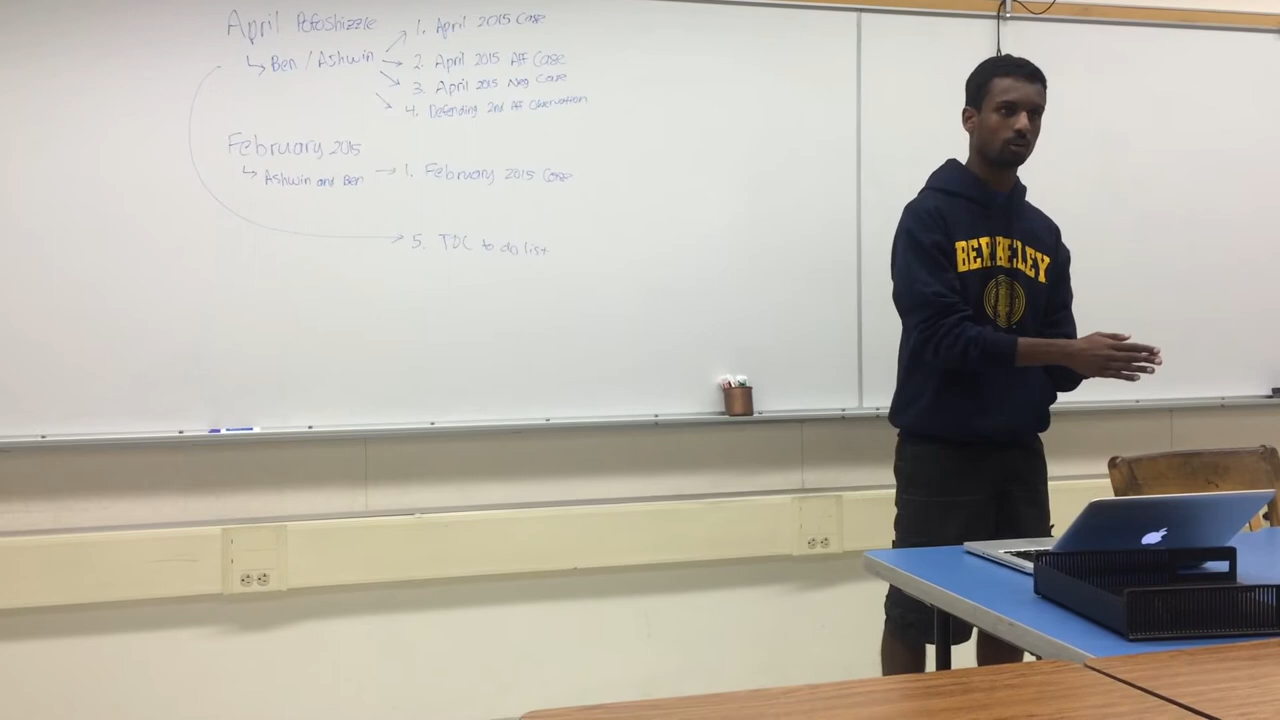 April Pofoshizzle
↳ Ben / Ashwin
1. April 2015 Case
2. April 2015 Aff Case
3. April 2015 Neg Case
4. Defending 2nd Aff Observation
February 2015
↳ Ashwin and Ben → 1. February 2015 Case
5. TDC to do list
BERKELEY